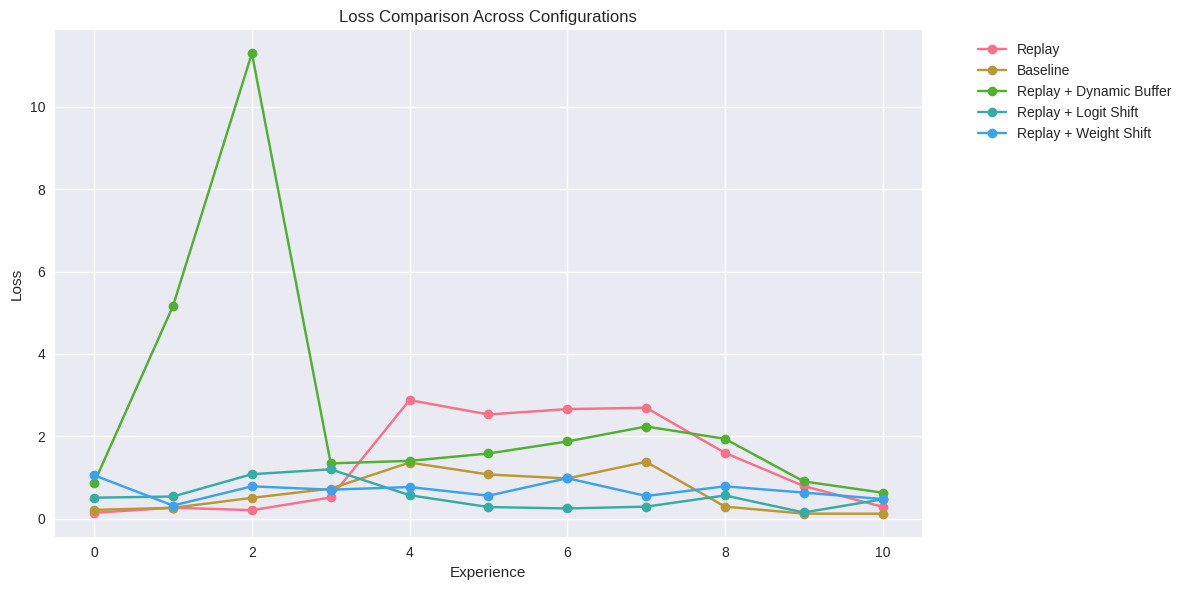 Loss Comparison Across Configurations
Replay
Baseline
Replay + Dynamic Buffer
Replay + Logit Shift
Replay + Weight Shift
Loss
10
8
6
4
2
0
0 2 4 6 8 10
Experience